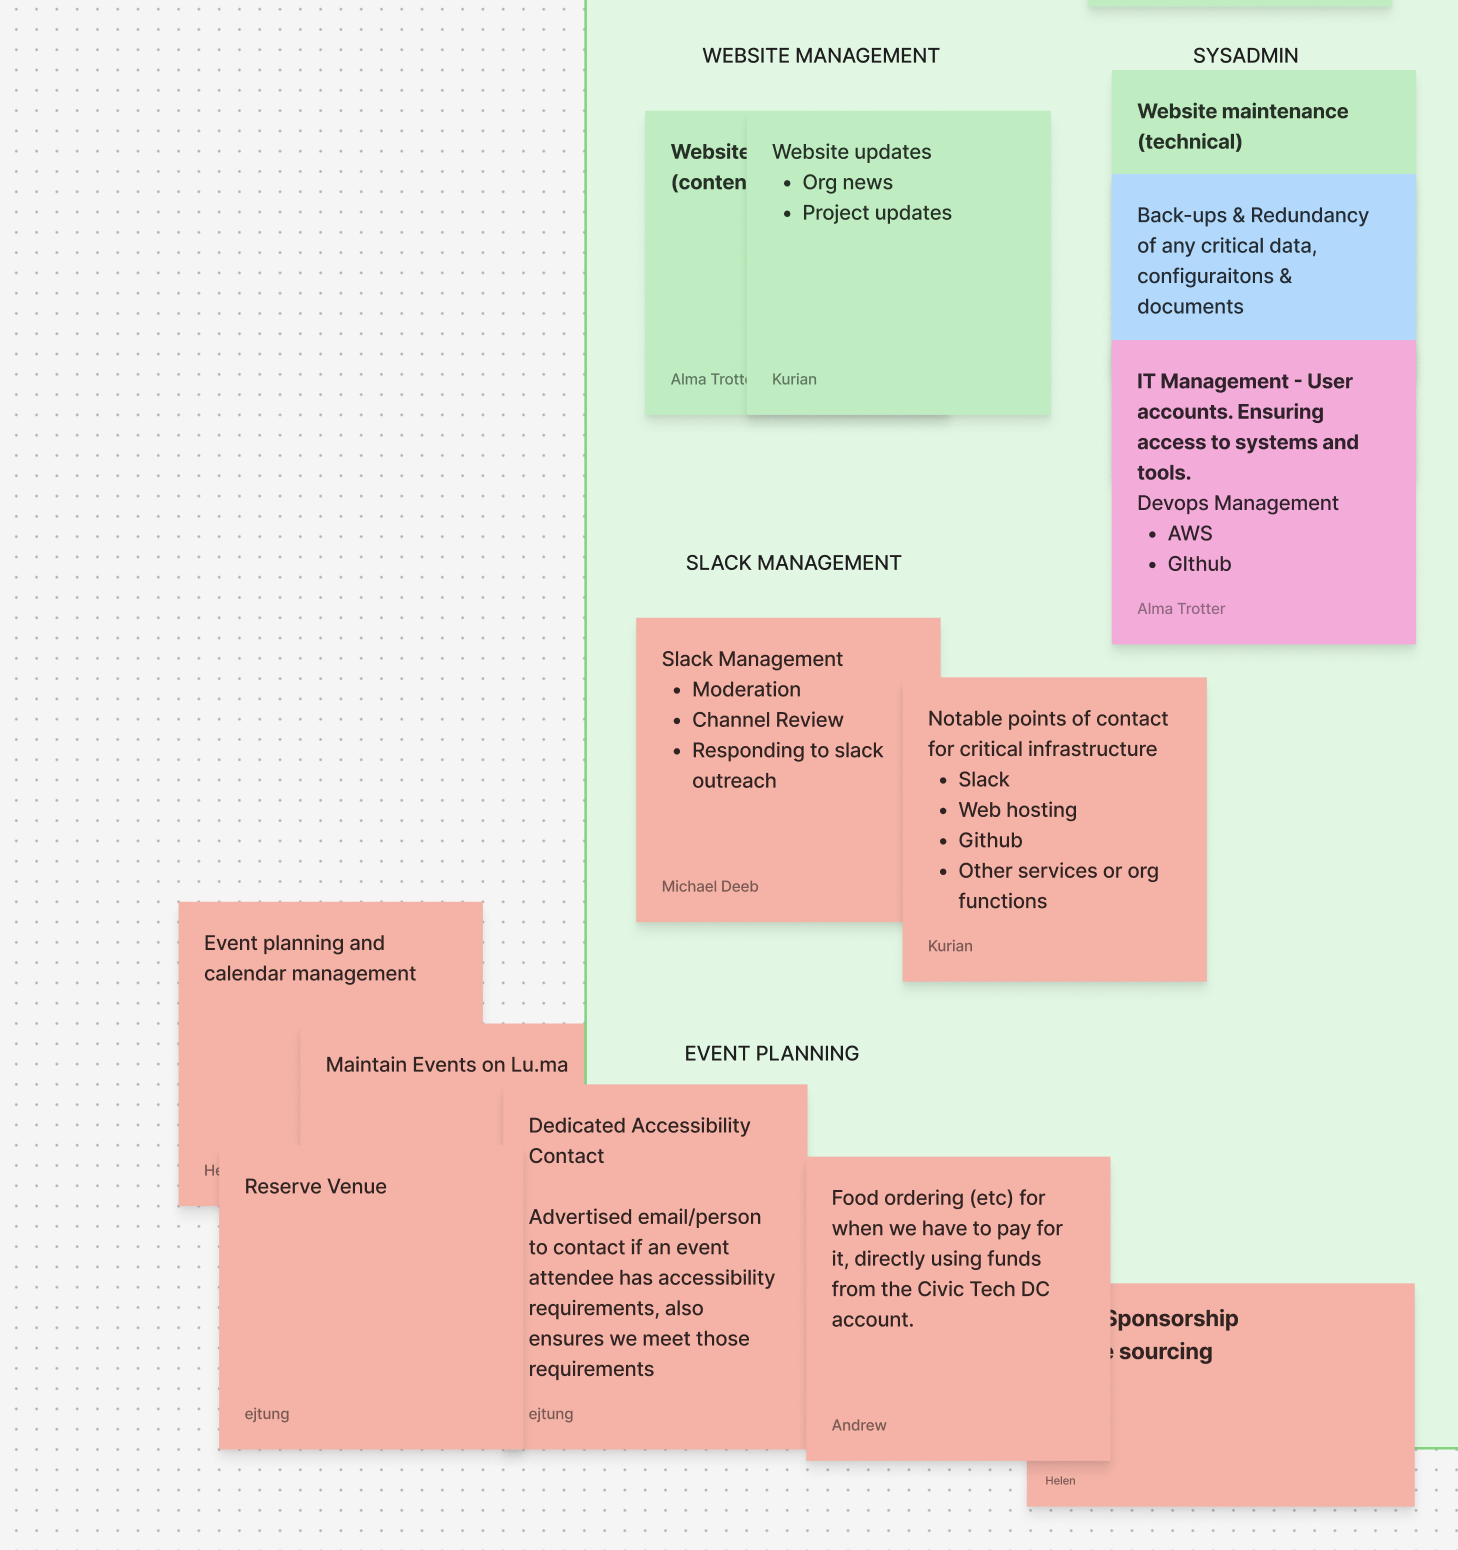 WEBSITE MANAGEMENT
Website
Website updates
• Org news
• Project updates
Alma
Kurian
SYSADMIN
Website maintenance
(technical)
Back-ups & Redundancy
of any critical data,
configuraitons &
documents
IT Management - User
accounts. Ensuring
access to systems and
tools.
Devops Management
• AWS
• GIthub
Alma Trotter
SLACK MANAGEMENT
Slack Management
• Moderation
• Channel Review
• Responding to slack
outreach
Michael Deeb
Notable points of contact
for critical infrastructure
• Slack
• Web hosting
• Github
• Other services or org
functions
Kurian
Event planning and
calendar management
Maintain Events on Lu.ma
Reserve Venue
ejtung
EVENT PLANNING
Dedicated Accessibility
Contact
Advertised email/person
to contact if an event
attendee has accessibility
requirements, also
ensures we meet those
requirements
ejtung
Food ordering (etc) for
when we have to pay for
it, directly using funds
from the Civic Tech DC
account.
Andrew
Sponsorship
sourcing
Helen